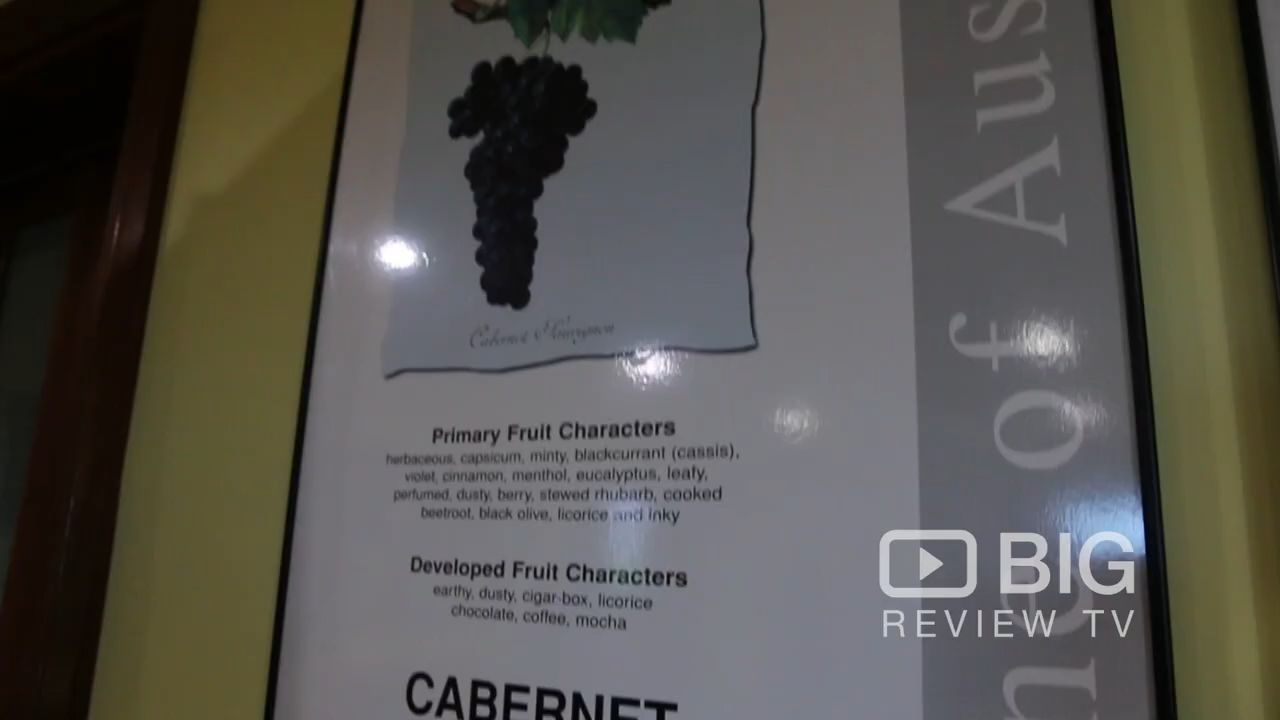 Cabernet Sauvignon
Primary Fruit Characters
herbaceous, capsicum, minty, blackcurrant (cassis),
violet, cinnamon, menthol, eucalyptus, leafy,
perfumed, dusty, berry, stewed rhubarb, cooked
beetroot, black olive, licorice and inky
Developed Fruit Characters
earthy, dusty, cigar-box, licorice
chocolate, coffee, mocha
CABERNET
ne of Aus
BIG
REVIEW TV